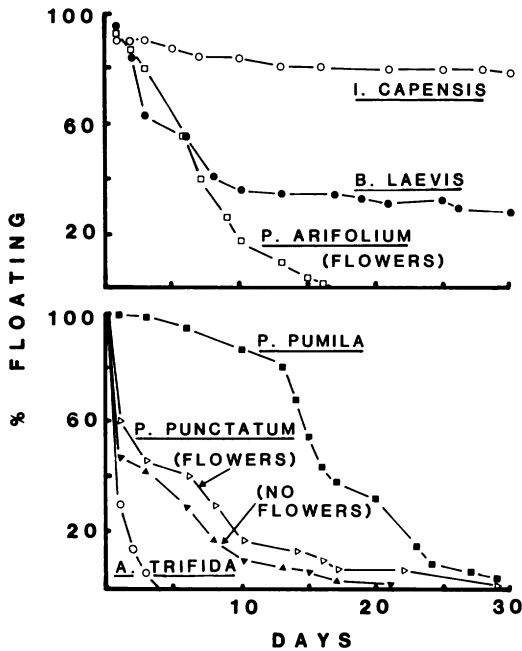 100
60
20
I. CAPENSIS
B. LAEVIS
P. ARIFOLIUM
(FLOWERS)
% FLOATING
100
60
20
P. PUMILA
P. PUNCTATUM
(FLOWERS)
(NO
FLOWERS)
A. TRIFIDA
10
20
30
DAYS